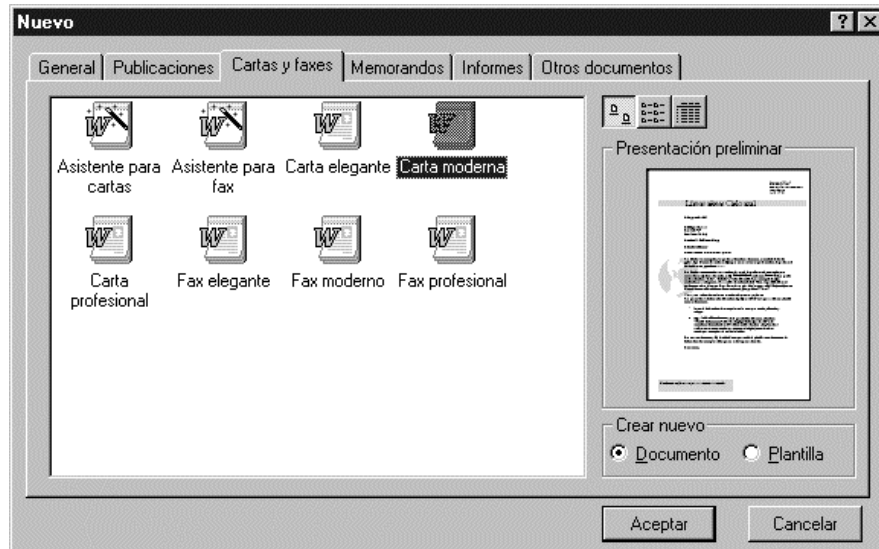 Nuevo
General Publicaciones Cartas y faxes Memorandos Informes Otros documentos
Asistente para cartas
Asistente para fax
Carta elegante
Carta moderna
Carta profesional
Fax elegante
Fax moderno
Fax profesional
Presentación preliminar
Crear nuevo
Documento Plantilla
Aceptar Cancelar